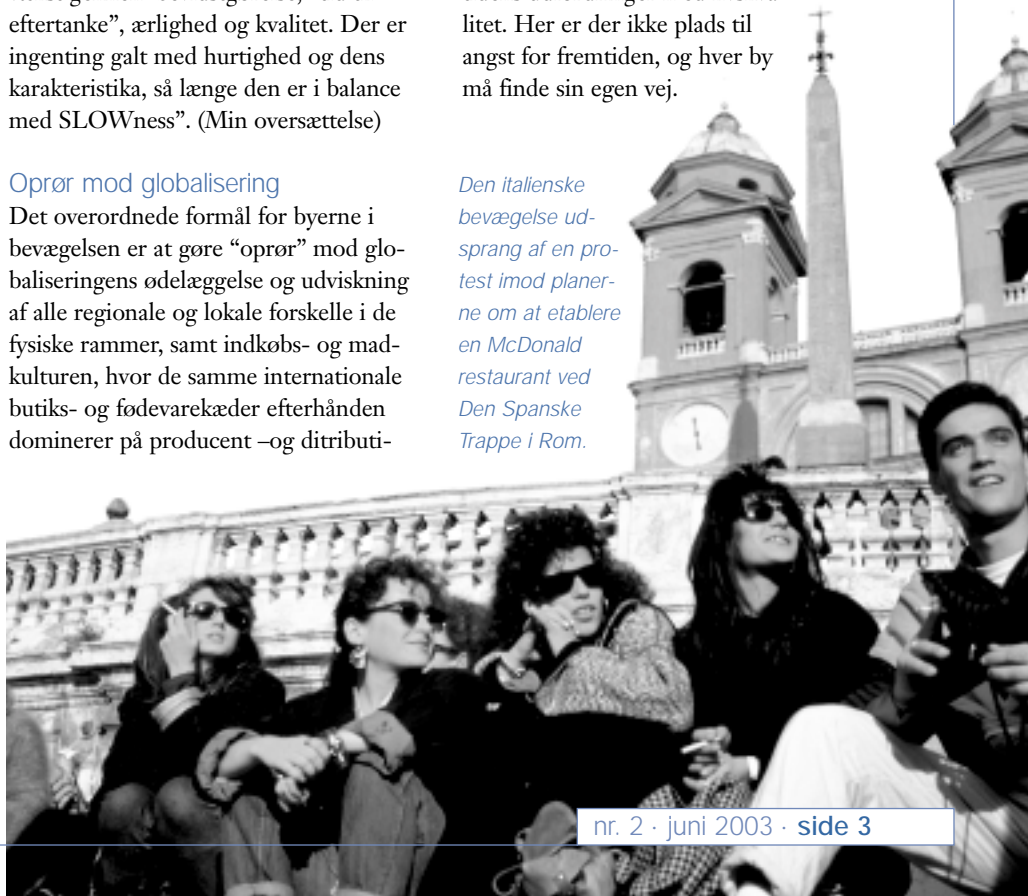 eftertanke”, ærlighed og kvalitet. Der er
ingenting galt med hurtighed og dens
karakteristika, så længe den er i balance
med SLOWness”. (Min oversættelse)
Oprør mod globalisering
Det overordnede formål for byerne i
bevægelsen er at gøre “oprør” mod glo-
baliseringens ødelæggelse og udviskning
af alle regionale og lokale forskelle i de
fysiske rammer, samt indkøbs- og mad-
kulturen, hvor de samme internationale
butiks- og fødevarekæder efterhånden
dominerer på producent –og ditributi-
litet. Her er der ikke plads til
angst for fremtiden, og hver by
må finde sin egen vej.
Den italienske
bevægelse ud-
sprang af en pro-
test imod planer-
ne om at etablere
en McDonald
restaurant ved
Den Spanske
Trappe i Rom.
nr. 2 · juni 2003 · side 3